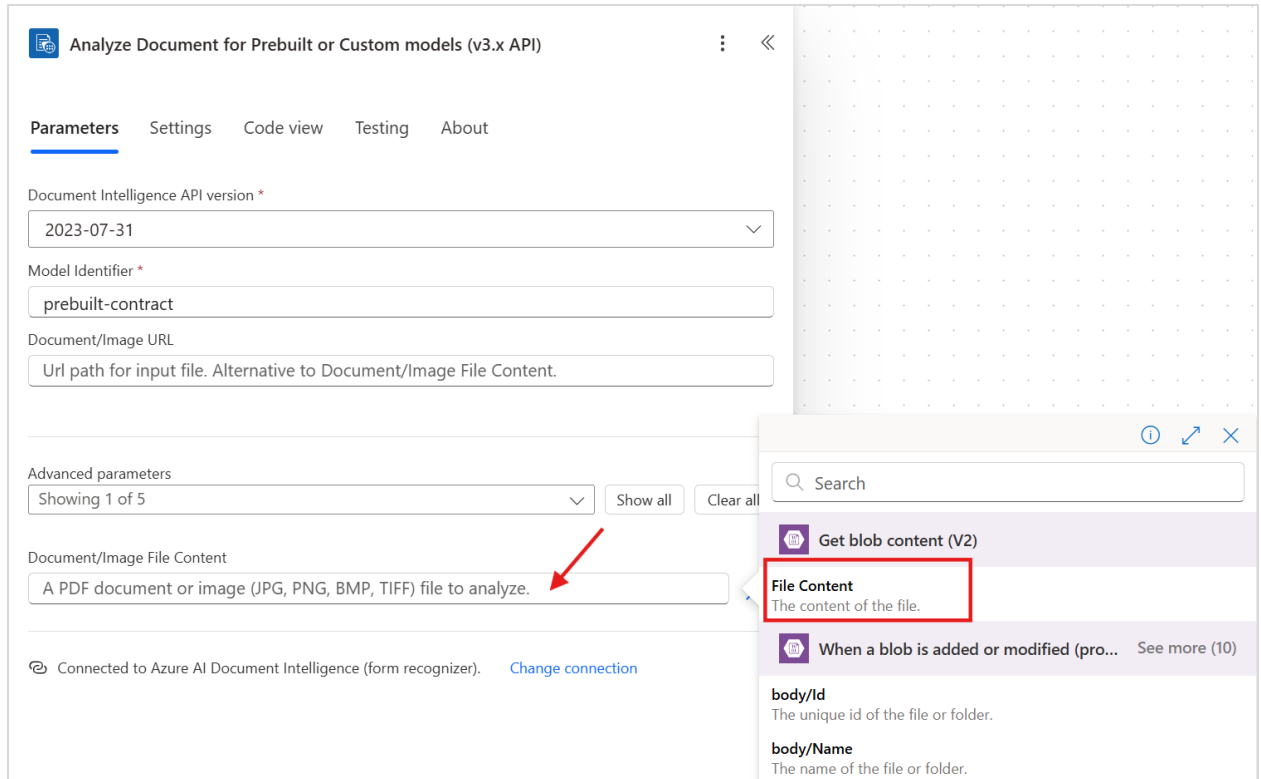 Analyze Document for Prebuilt or Custom models (v3.x API)
Parameters Settings Code view Testing About
Document Intelligence API version *
2023-07-31
Model Identifier *
prebuilt-contract
Document/Image URL
Url path for input file. Alternative to Document/Image File Content.
Advanced parameters
Showing 1 of 5 Show all Clear all
Document/Image File Content
A PDF document or image (JPG, PNG, BMP, TIFF) file to analyze.
Connected to Azure AI Document Intelligence (form recognizer). Change connection
Search
Get blob content (V2)
File Content
The content of the file.
When a blob is added or modified (pro... See more (10)
body/Id
The unique id of the file or folder.
body/Name
The name of the file or folder.